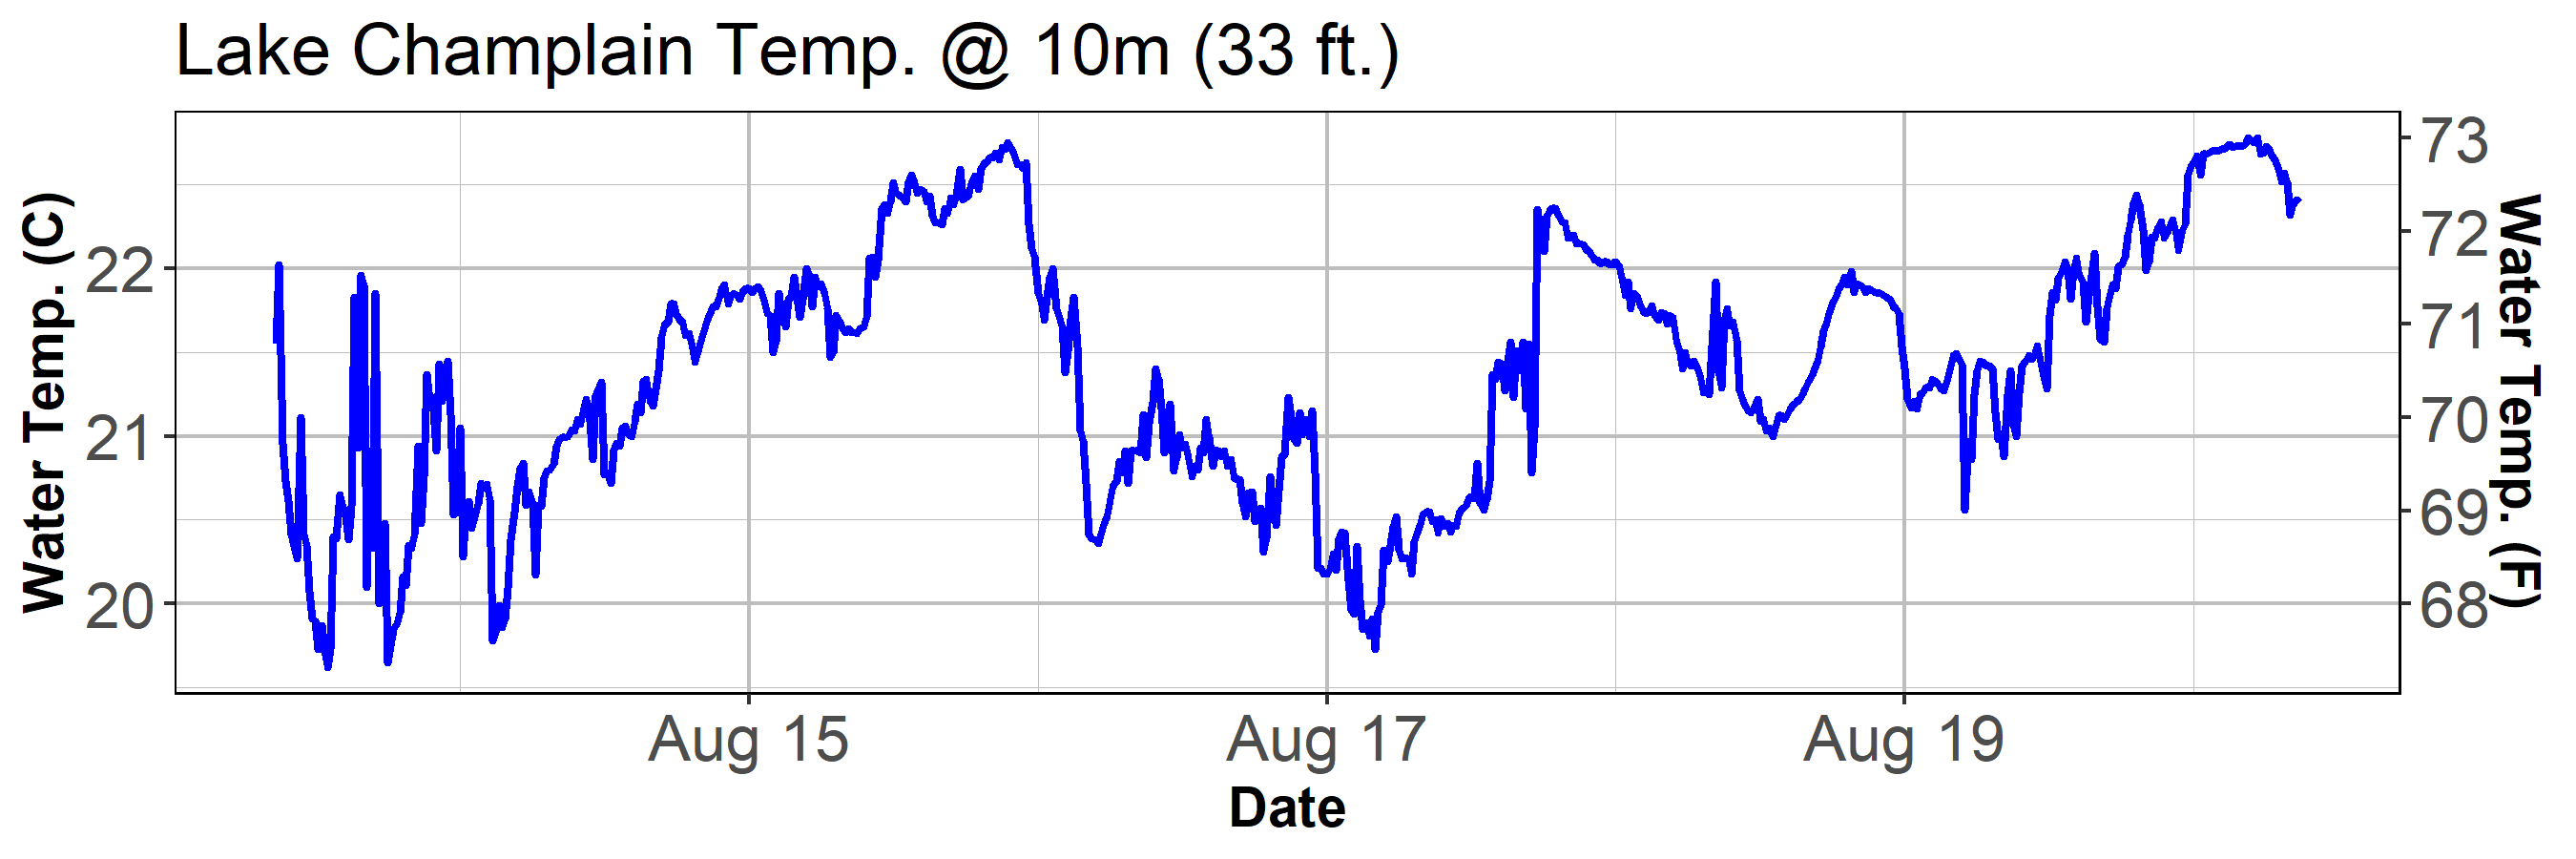 Lake Champlain Temp. @ 10m (33 ft.)
Water Temp. (C)
22
21
20
73
72
71
70
69
68
Water Temp. (F)
Aug 15
Aug 17
Aug 19
Date